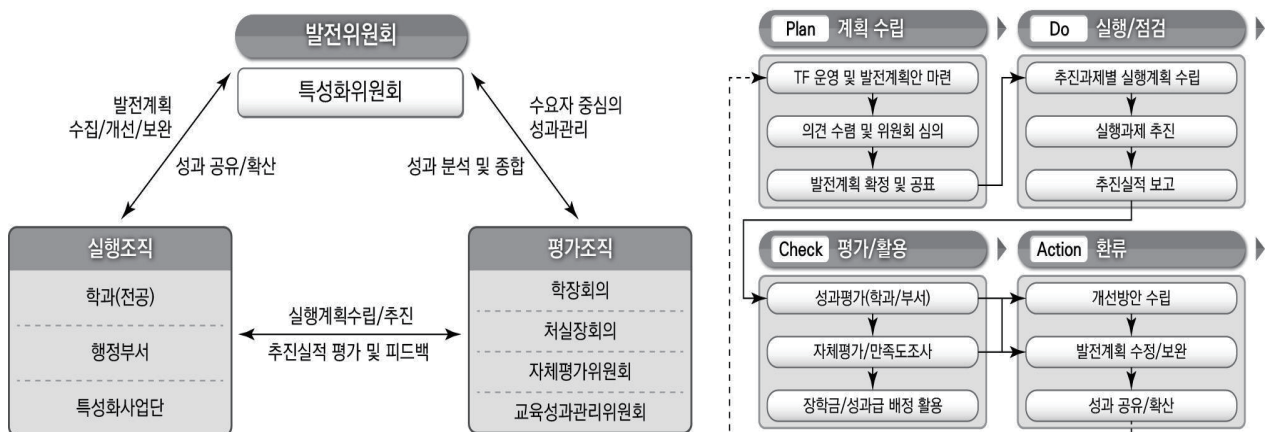 발전위원회
특성화위원회
발전계획
수집/개선/보완
성과 공유/확산
수요자 중심의
성과관리
성과 분석 및 종합
실행조직
학과(전공)
행정부서
특성화사업단
실행계획수립/추진
추진실적 평가 및 피드백
평가조직
학장회의
처실장회의
자체평가위원회
교육성과관리위원회
Plan 계획 수립
TF 운영 및 발전계획안 마련
의견 수렴 및 위원회 심의
발전계획 확정 및 공표
Do 실행/점검
추진과제별 실행계획 수립
실행과제 추진
추진실적 보고
Check 평가/활용
성과평가(학과/부서)
자체평가/만족도조사
장학금/성과급 배정 활용
Action 환류
개선방안 수립
발전계획 수정/보완
성과 공유/확산